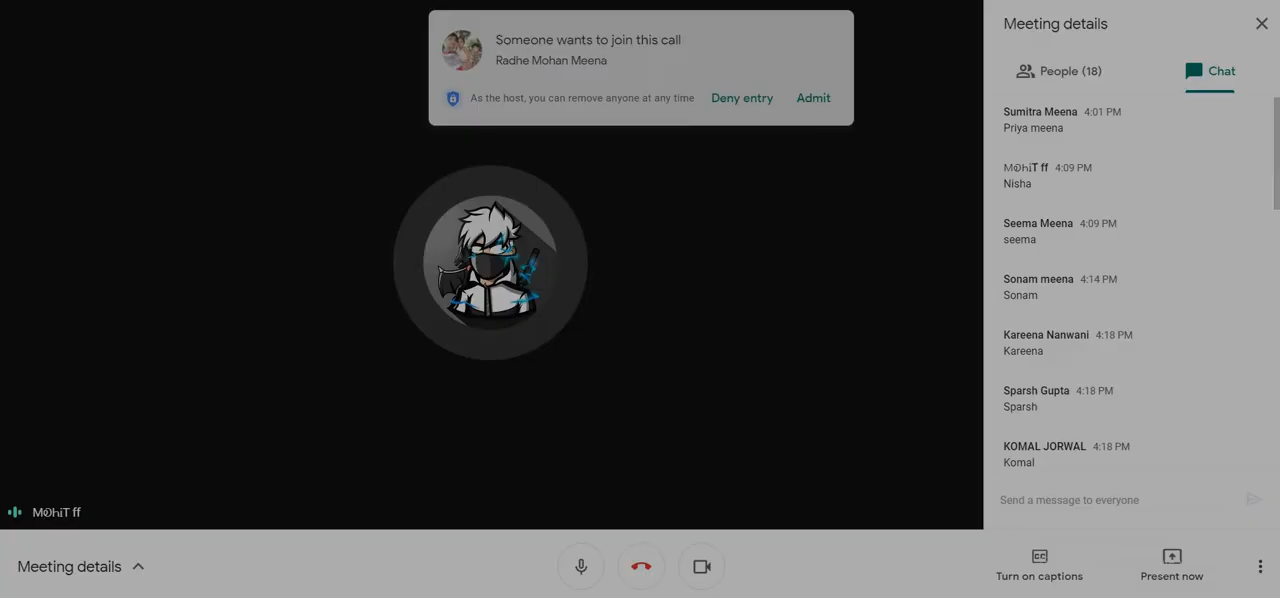 Someone wants to join this call
Radhe Mohan Meena
As the host, you can remove anyone at any time
Deny entry
Admit
MʘhiT ff
Meeting details
People (18)
Chat
Sumitra Meena 4:01 PM
Priya meena
MʘhiT ff 4:09 PM
Nisha
Seema Meena 4:09 PM
seema
Sonam meena 4:14 PM
Sonam
Kareena Nanwani 4:18 PM
Kareena
Sparsh Gupta 4:18 PM
Sparsh
KOMAL JORWAL 4:18 PM
Komal
Send a message to everyone
Meeting details
CC
Turn on captions
Present now